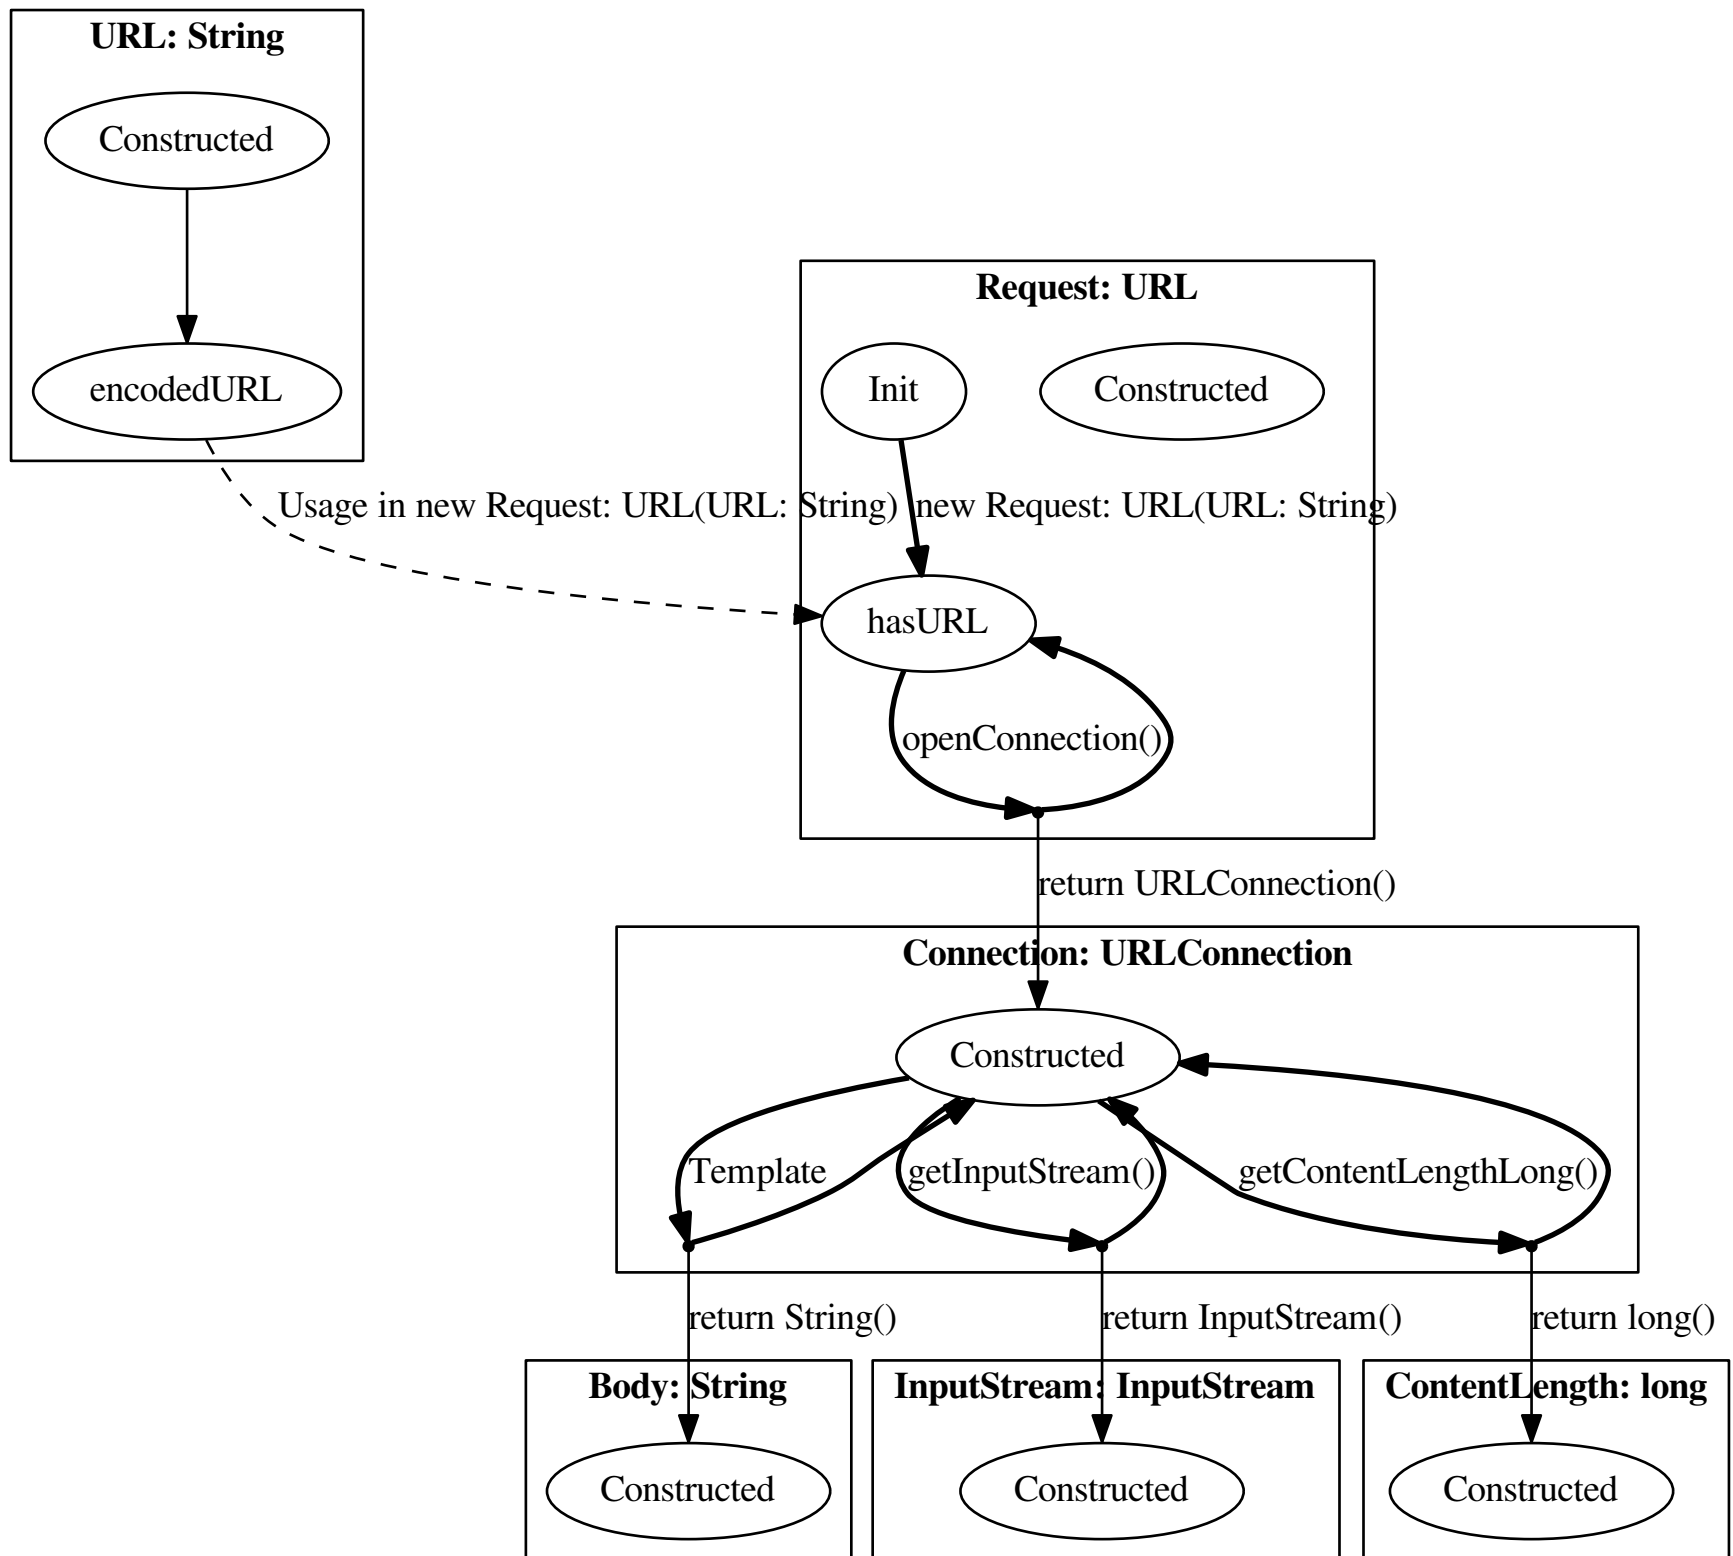 URL: String
Constructed
encodedURL
Request: URL
Init
Constructed
Usage in new Request: URL(URL: String)
new Request: URL(URL: String)
hasURL
openConnection()
return URLConnection()
Connection: URLConnection
Constructed
Template
getInputStream()
getContentLengthLong()
return String()
return InputStream()
return long()
Body: String
InputStream: InputStream
ContentLength: long
Constructed
Constructed
Constructed